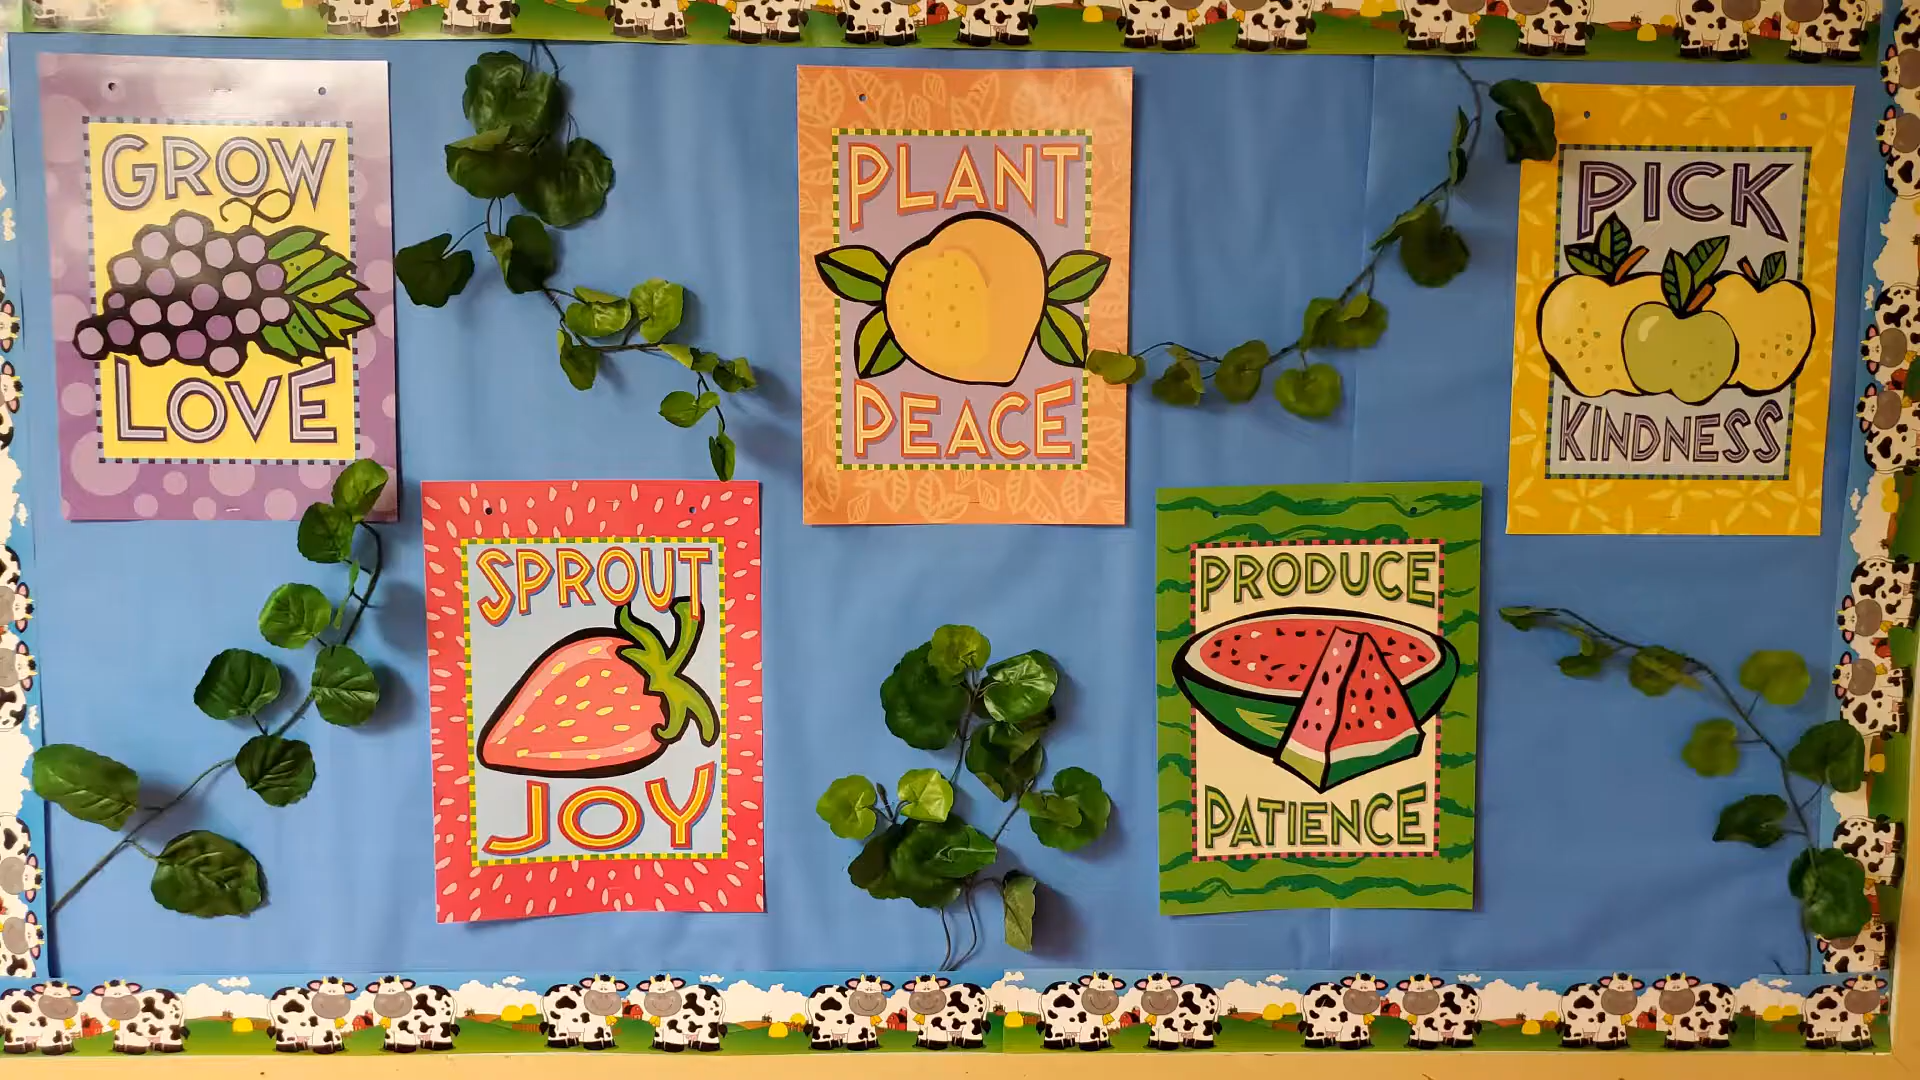 GROW
LOVE
SPROUT
JOY
PLANT
PEACE
PRODUCE
PATIENCE
PICK
KINDNESS